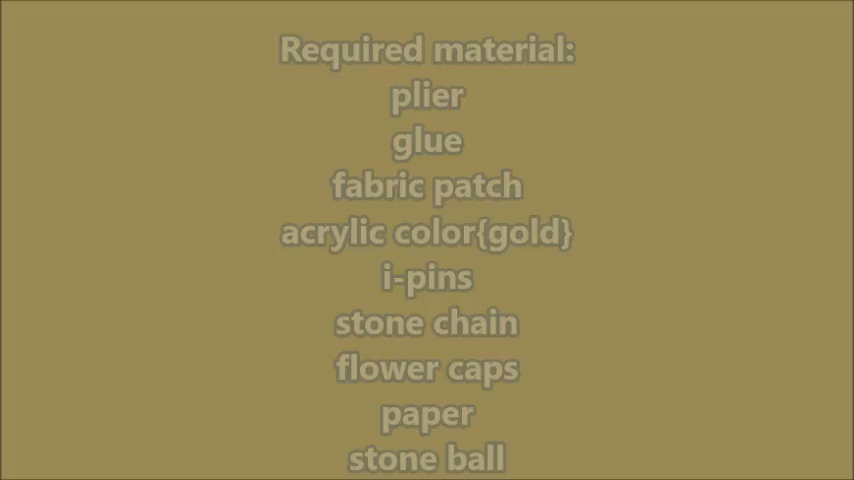 Required material:
plier
glue
fabric patch
acrylic color{gold}
i-pins
stone chain
flower caps
paper
stone ball